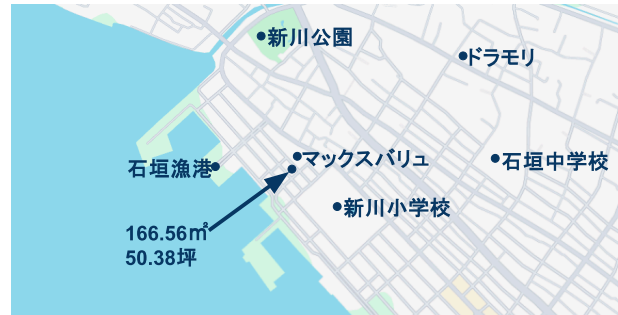 新川公園
ドラモリ
マックスバリュ
石垣漁港
石垣中学校
新川小学校
166.56㎡
50.38坪